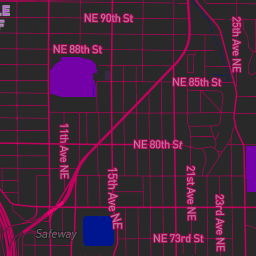 LE
NE 90th St
25th Ave NE
NE 88th St
NE 85th St
11th Ave NE
NE 80th St
15th Ave NE
21st Ave NE
23rd Ave NE
Safeway
NE 73rd St